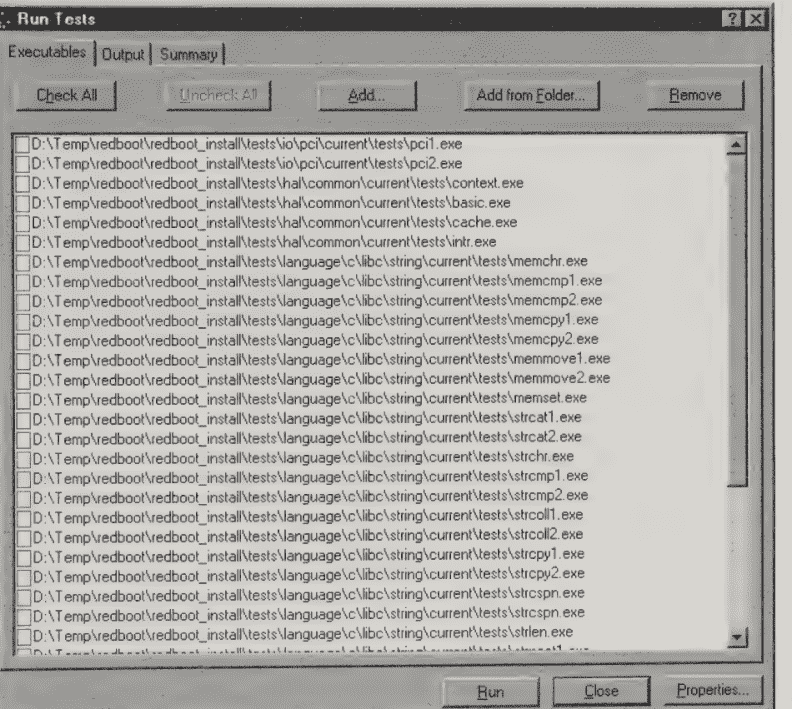 Run Tests
Executables Output Summary
Check All Uncheck All Add... Add from Folder... Remove
D:\Temp\redboot\redboot_install\tests\io\pci\current\tests\pci1.exe
D:\Temp\redboot\redboot_install\tests\io\pci\current\tests\pci2.exe
D:\Temp\redboot\redboot_install\tests\hal\common\current\tests\context.exe
D:\Temp\redboot\redboot_install\tests\hal\common\current\tests\basic.exe
D:\Temp\redboot\redboot_install\tests\hal\common\current\tests\cache.exe
D:\Temp\redboot\redboot_install\tests\hal\common\current\tests\intr.exe
D:\Temp\redboot\redboot_install\tests\language\c\libc\string\current\tests\memchr.exe
D:\Temp\redboot\redboot_install\tests\language\c\libc\string\current\tests\memcmp1.exe
D:\Temp\redboot\redboot_install\tests\language\c\libc\string\current\tests\memcmp2.exe
D:\Temp\redboot\redboot_install\tests\language\c\libc\string\current\tests\memcpy1.exe
D:\Temp\redboot\redboot_install\tests\language\c\libc\string\current\tests\memcpy2.exe
D:\Temp\redboot\redboot_install\tests\language\c\libc\string\current\tests\memmove1.exe
D:\Temp\redboot\redboot_install\tests\language\c\libc\string\current\tests\memmove2.exe
D:\Temp\redboot\redboot_install\tests\language\c\libc\string\current\tests\memset.exe
D:\Temp\redboot\redboot_install\tests\language\c\libc\string\current\tests\strcat1.exe
D:\Temp\redboot\redboot_install\tests\language\c\libc\string\current\tests\strcat2.exe
D:\Temp\redboot\redboot_install\tests\language\c\libc\string\current\tests\strchr.exe
D:\Temp\redboot\redboot_install\tests\language\c\libc\string\current\tests\strcmp1.exe
D:\Temp\redboot\redboot_install\tests\language\c\libc\string\current\tests\strcmp2.exe
D:\Temp\redboot\redboot_install\tests\language\c\libc\string\current\tests\strcoll1.exe
D:\Temp\redboot\redboot_install\tests\language\c\libc\string\current\tests\strcoll2.exe
D:\Temp\redboot\redboot_install\tests\language\c\libc\string\current\tests\strcpy1.exe
D:\Temp\redboot\redboot_install\tests\language\c\libc\string\current\tests\strcpy2.exe
D:\Temp\redboot\redboot_install\tests\language\c\libc\string\current\tests\strcspn.exe
D:\Temp\redboot\redboot_install\tests\language\c\libc\string\current\tests\strcspn.exe
D:\Temp\redboot\redboot_install\tests\language\c\libc\string\current\tests\strlen.exe
Run Close Properties...